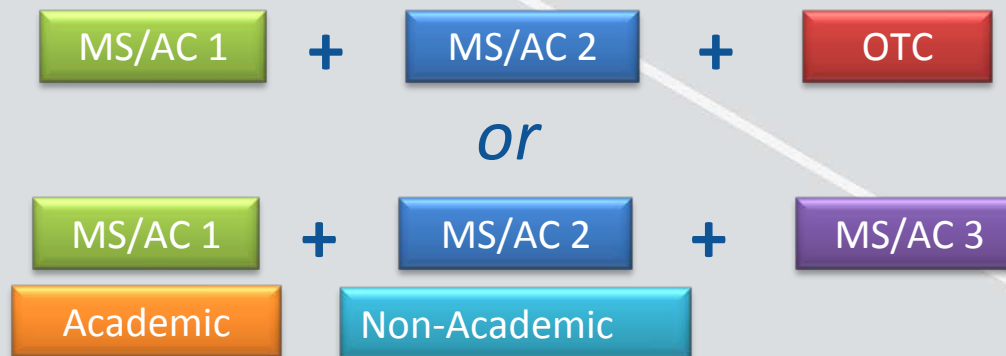 MS/AC 1 + MS/AC 2 + OTC
or
MS/AC 1 + MS/AC 2 + MS/AC 3
Academic Non-Academic